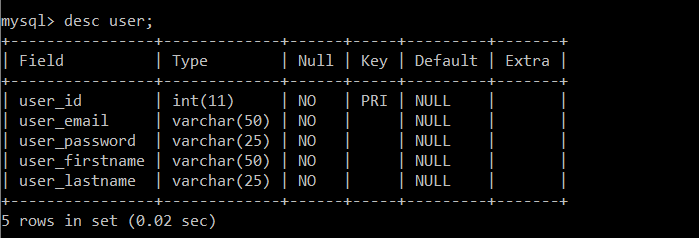 mysql> desc user;
+----------------+-------------+------+-----+---------+-------+
| Field          | Type        | Null | Key | Default | Extra |
+----------------+-------------+------+-----+---------+-------+
| user_id        | int(11)     | NO   | PRI | NULL    |       |
| user_email     | varchar(50) | NO   |     | NULL    |       |
| user_password  | varchar(25) | NO   |     | NULL    |       |
| user_firstname | varchar(50) | NO   |     | NULL    |       |
| user_lastname  | varchar(25) | NO   |     | NULL    |       |
+----------------+-------------+------+-----+---------+-------+
5 rows in set (0.02 sec)